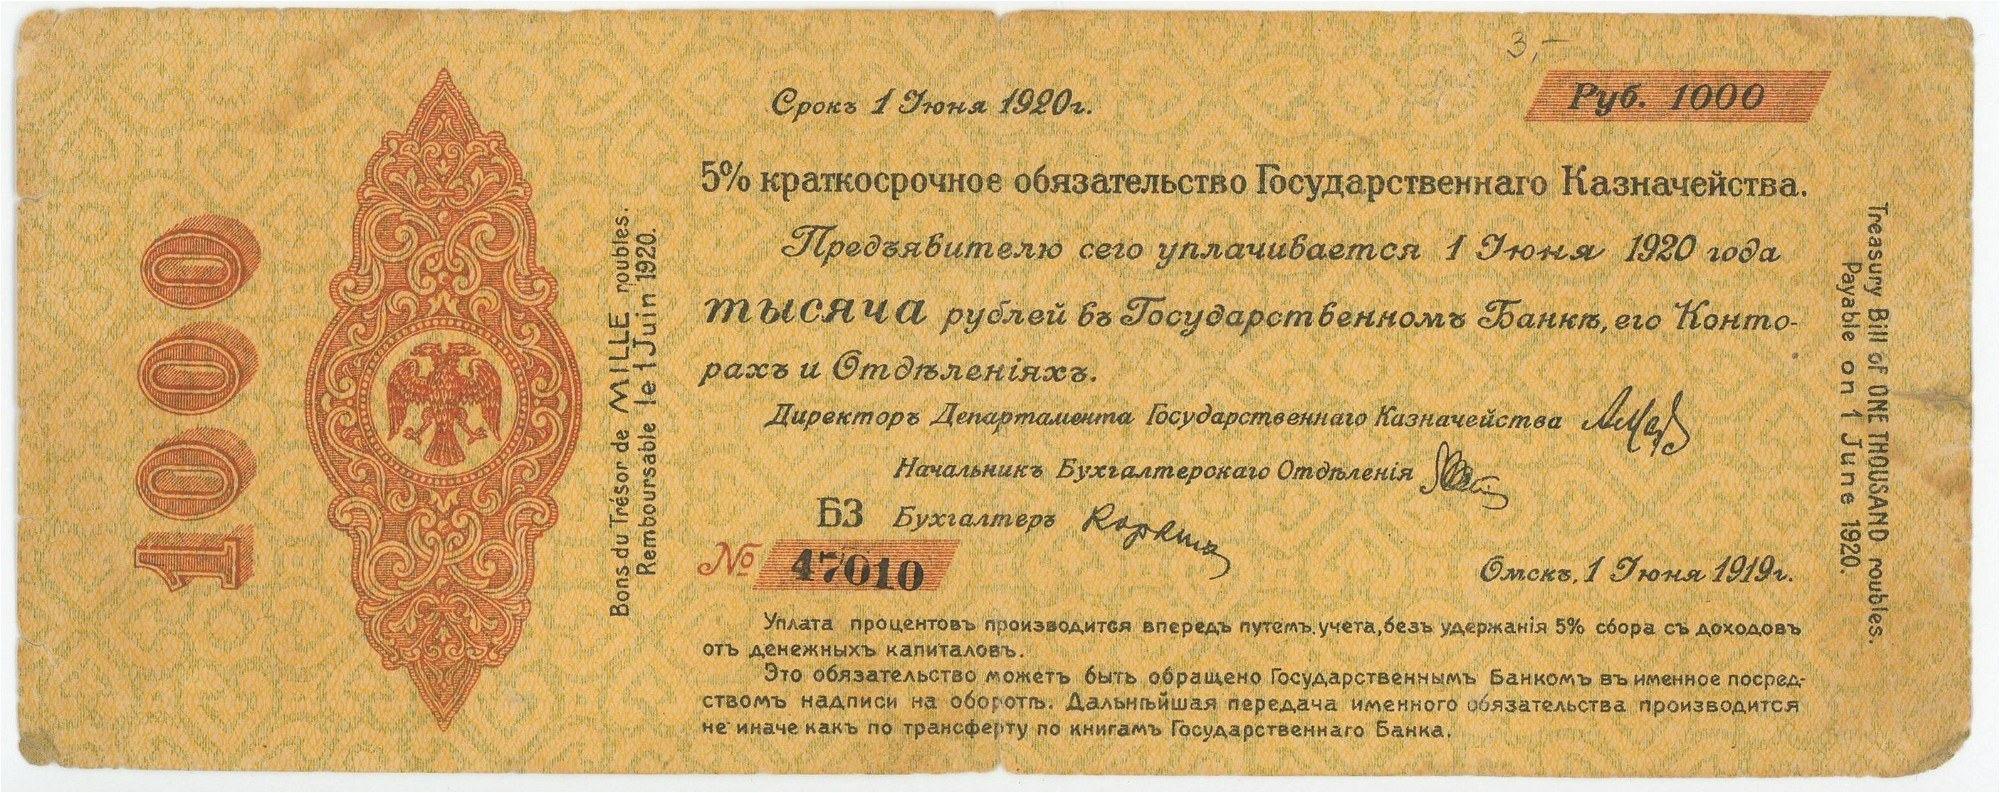 3,-
Руб. 1000
Срокъ 1 Iюня 1920г.
5% краткосрочное обязательство Государственнаго Казначейства.
Предъявителю сего уплачивается 1 Iюня 1920 года
тысяча рублей въ Государственномъ Банкѣ, его Конто-
рахъ и Отдѣленіяхъ.
Директоръ Департамента Государственнаго Казначейства
Начальникъ Бухгалтерскаго Отдѣленія
БЗ Бухгалтеръ
№ 47010
Омскъ, 1 Iюня 1919г.
Уплата процентовъ производится впередъ путемъ учета, безъ удержанія 5% сбора съ доходовъ
отъ денежныхъ капиталовъ.
Это обязательство можетъ быть обращено Государственнымъ Банкомъ въ именное посред-
ствомъ надписи на оборотѣ. Дальнѣйшая передача именного обязательства производится
не иначе какъ по трансферту по книгамъ Государственнаго Банка.
1000
Bons du Trésor de MILLE roubles.
Remboursable le 1 Juin 1920.
Treasury Bill of ONE THOUSAND roubles.
Payable on 1 June 1920.